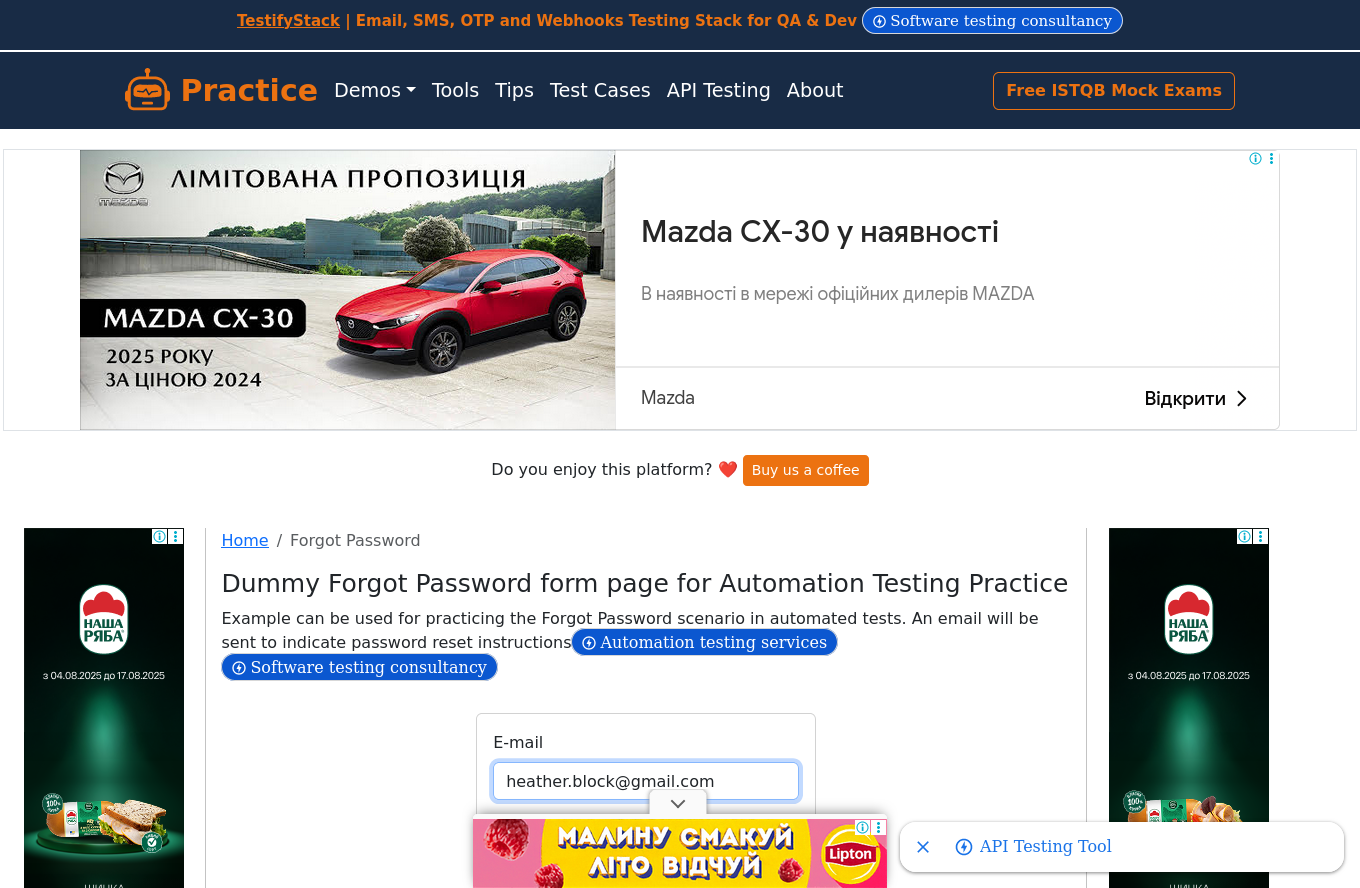 TestifyStack | Email, SMS, OTP and Webhooks Testing Stack for QA & Dev Software testing consultancy
Practice Demos Tools Tips Test Cases API Testing About Free ISTQB Mock Exams
ЛІМІТОВАНА ПРОПОЗИЦІЯ
mazda
MAZDA CX-30
2025 РОКУ
ЗА ЦІНОЮ 2024
Mazda CX-30 у наявності
В наявності в мережі офіційних дилерів MAZDA
Mazda Відкрити
Do you enjoy this platform? ❤️ Buy us a coffee
НАША
РЯБА
з 04.08.2025 до 17.08.2025
100%
Home / Forgot Password
Dummy Forgot Password form page for Automation Testing Practice
Example can be used for practicing the Forgot Password scenario in automated tests. An email will be
sent to indicate password reset instructions Automation testing services
Software testing consultancy
E-mail
heather.block@gmail.com
МАЛИНУ СМАКУЙ
ЛІТО ВІДЧУЙ
Lipton
НАША
РЯБА
з 04.08.2025 до 17.08.2025
100%
API Testing Tool